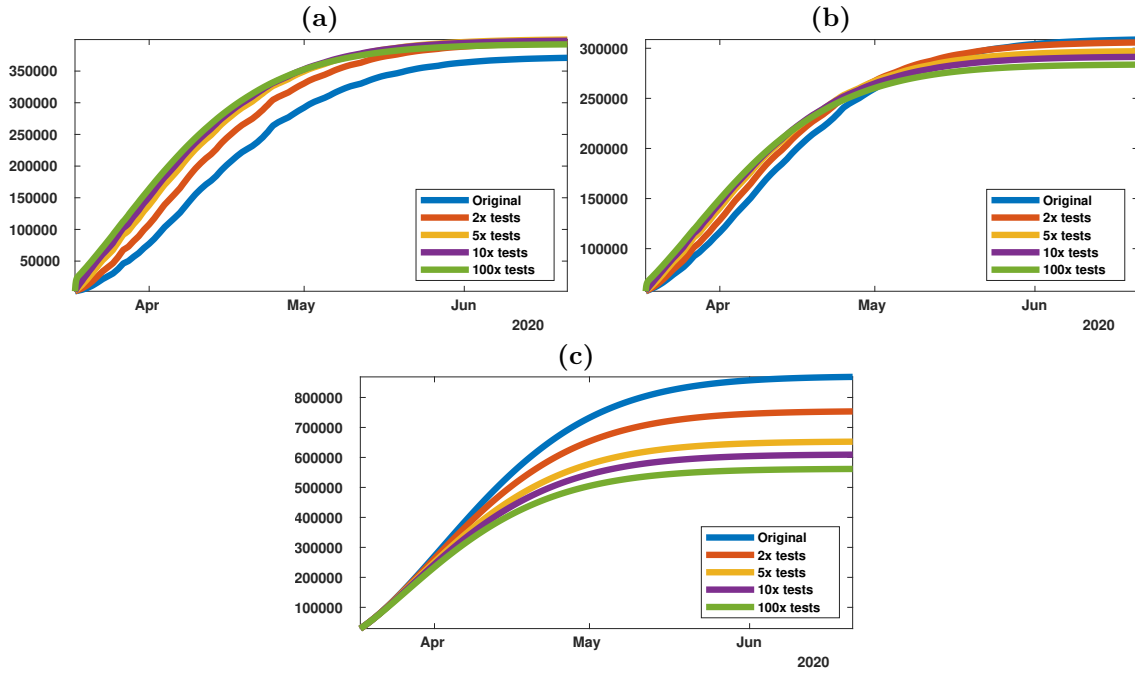 (a)
350000
300000
250000
200000
150000
100000
50000
Apr
May
Jun
2020
Original
2x tests
5x tests
10x tests
100x tests
(b)
300000
250000
200000
150000
100000
Apr
May
Jun
2020
Original
2x tests
5x tests
10x tests
100x tests
(c)
800000
700000
600000
500000
400000
300000
200000
100000
Apr
May
Jun
2020
Original
2x tests
5x tests
10x tests
100x tests